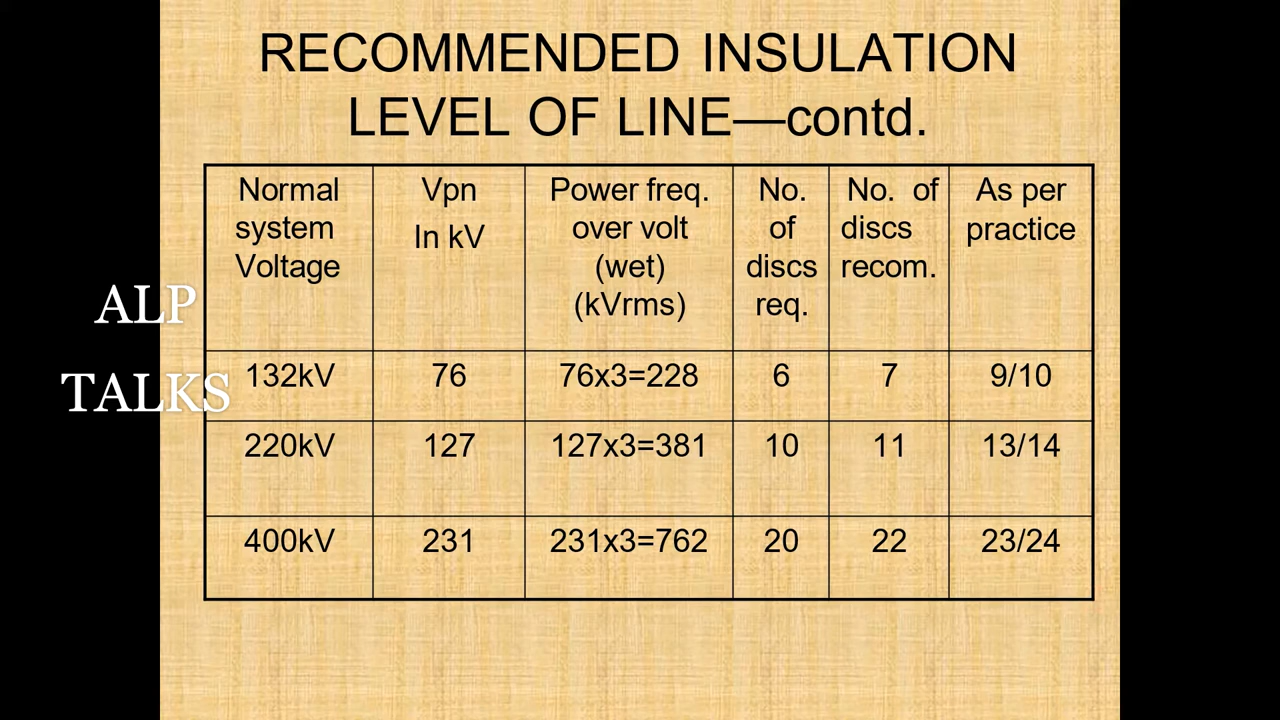 RECOMMENDED INSULATION
LEVEL OF LINE—contd.
Normal system Voltage	Vpn In kV	Power freq. over volt (wet) (kVrms)	No. of discs req.	No. of discs recom.	As per practice
132kV	76	76x3=228	6	7	9/10
220kV	127	127x3=381	10	11	13/14
400kV	231	231x3=762	20	22	23/24
ALP
TALKS